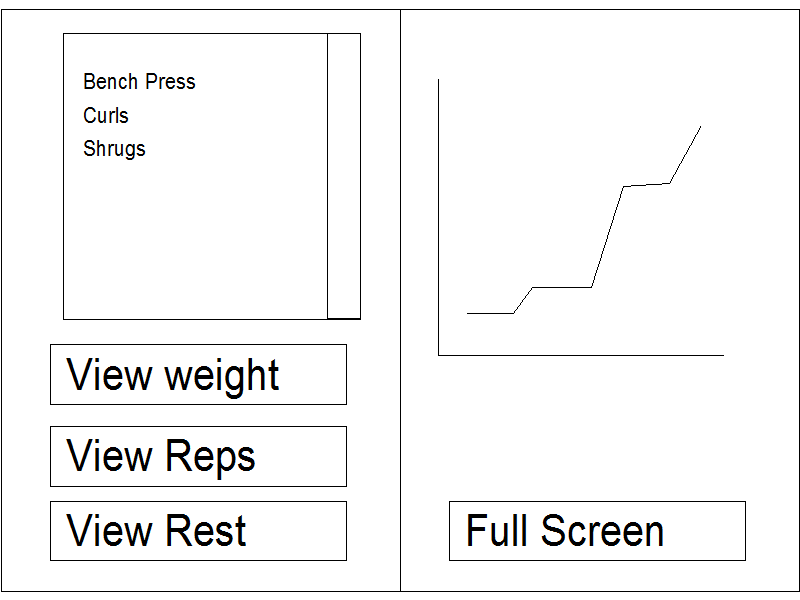 Bench Press
Curls
Shrugs
View weight
View Reps
View Rest
Full Screen